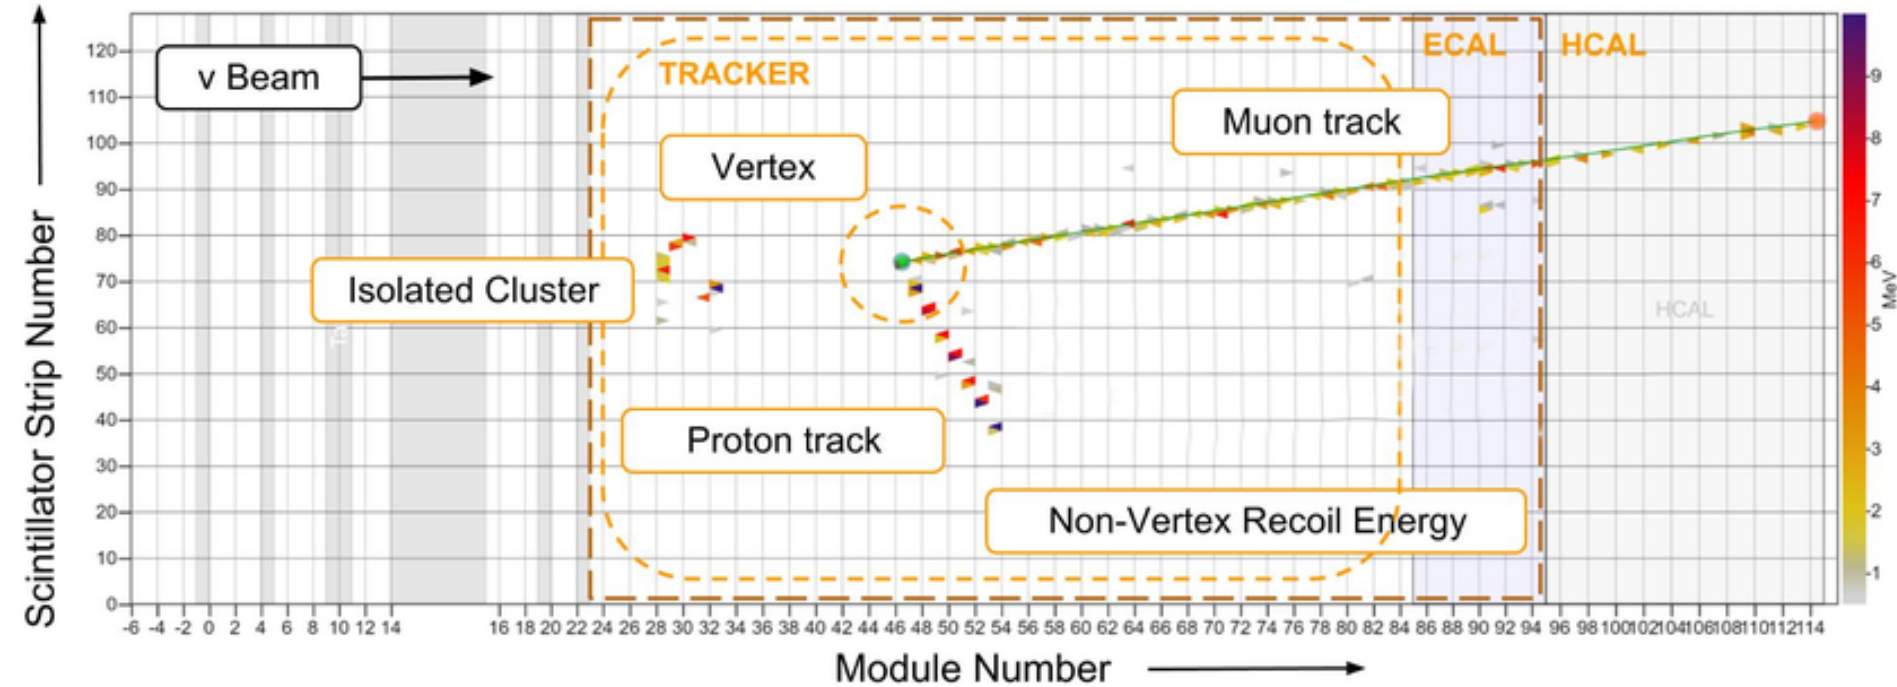 120
110
100
90
80
70
60
50
40
30
20
10
0
Scintillator Strip Number
ν Beam
TRACKER
ECAL
HCAL
Muon track
Vertex
Isolated Cluster
HCAL
Proton track
Non-Vertex Recoil Energy
-6 -4 -2 0 2 4 6 8 10 12 14 16 18 20 22 24 26 28 30 32 34 36 38 40 42 44 46 48 50 52 54 56 58 60 62 64 66 68 70 72 74 76 78 80 82 84 86 88 90 92 94 96 98 100 102 104 106 108 110 112 114
Module Number
9
8
7
6
5
4
3
2
1
MeV